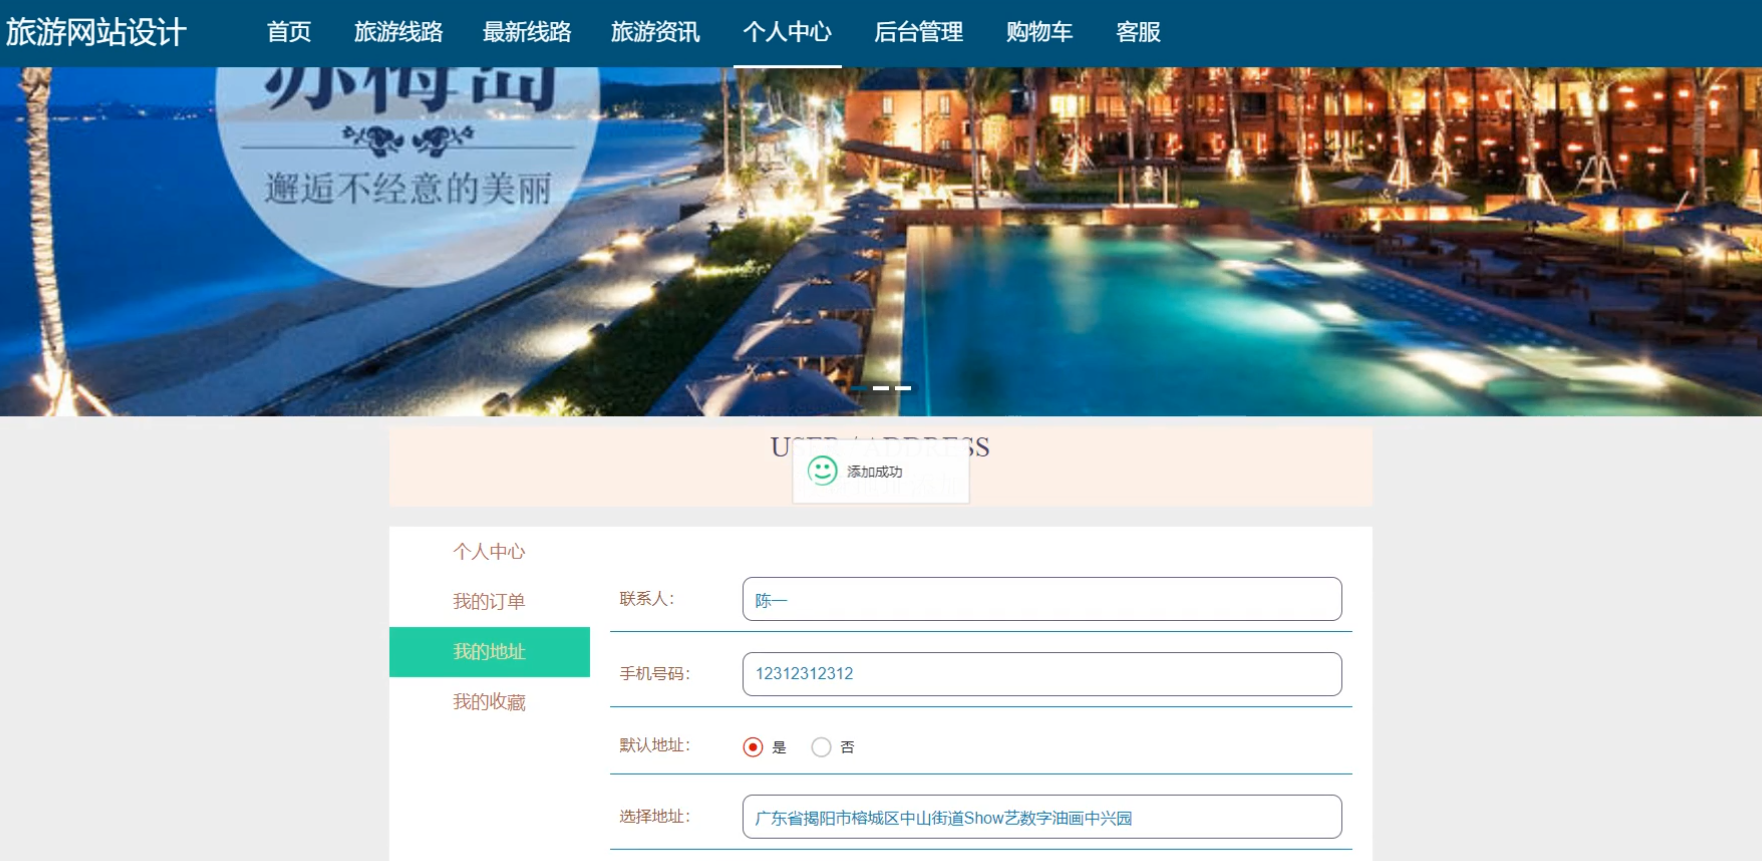 旅游网站设计 首页 旅游线路 最新线路 旅游资讯 个人中心 后台管理 购物车 客服
苏梅岛
邂逅不经意的美丽
USER / ADDRESS
添加成功
个人中心
我的订单
我的地址
我的收藏
联系人: 陈一
手机号码: 12312312312
默认地址: 是 否
选择地址: 广东省揭阳市榕城区中山街道Show艺数字油画中兴园